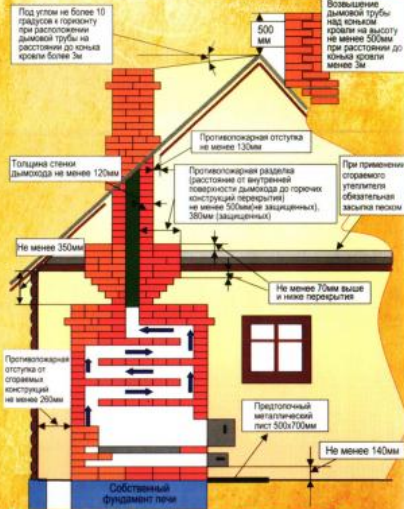 Под углом не более 10
градусов к горизонту
при расположении
дымовой трубы на
расстоянии до конька
кровли более 3м
500
мм
Возвышение
дымовой трубы
над коньком
кровли на высоту
не менее 500мм
при расстоянии до
конька кровли
менее 3м
Противопожарная отступка
не менее 130мм
Толщина стенки
дымохода не менее 120мм
Противопожарная разделка
(расстояние от внутренней
поверхности дымохода до горючих
конструкций перекрытия)
не менее 500мм(не защищенных),
380мм (защищенных)
При применении
сгораемого
утеплителя
обязательная
засыпка песком
Не менее 350мм
Не менее 70мм выше
и ниже перекрытия
Противопожарная
отступка от
сгораемых
конструкций
не менее 260мм
Предтопочный
металлический
лист 500х700мм
Не менее 140мм
Собственный
фундамент печи